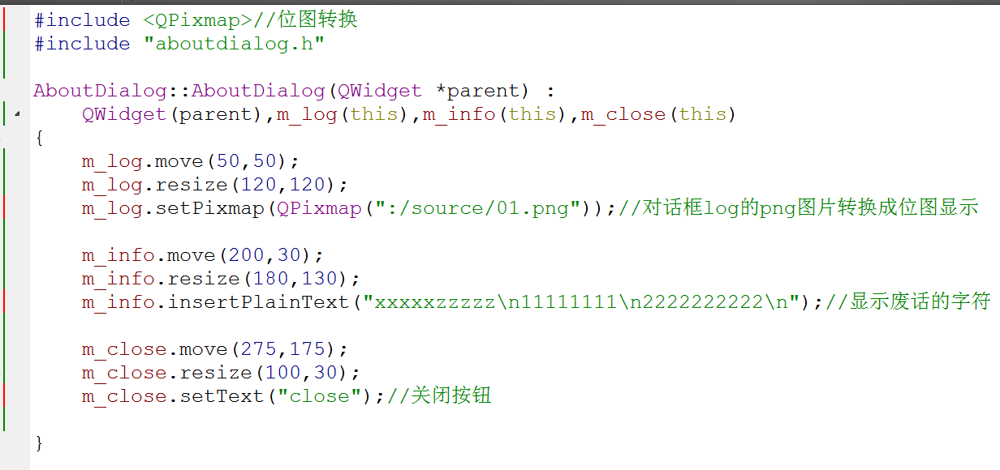 #include <QPixmap>//位图转换
#include "aboutdialog.h"
AboutDialog::AboutDialog(QWidget *parent) :
    QWidget(parent),m_log(this),m_info(this),m_close(this)
{
    m_log.move(50,50);
    m_log.resize(120,120);
    m_log.setPixmap(QPixmap(":/source/01.png"));//对话框log的png图片转换成位图显示
    m_info.move(200,30);
    m_info.resize(180,130);
    m_info.insertPlainText("xxxxxzzzzz\n11111111\n2222222222\n");//显示废话的字符
    m_close.move(275,175);
    m_close.resize(100,30);
    m_close.setText("close");//关闭按钮
}